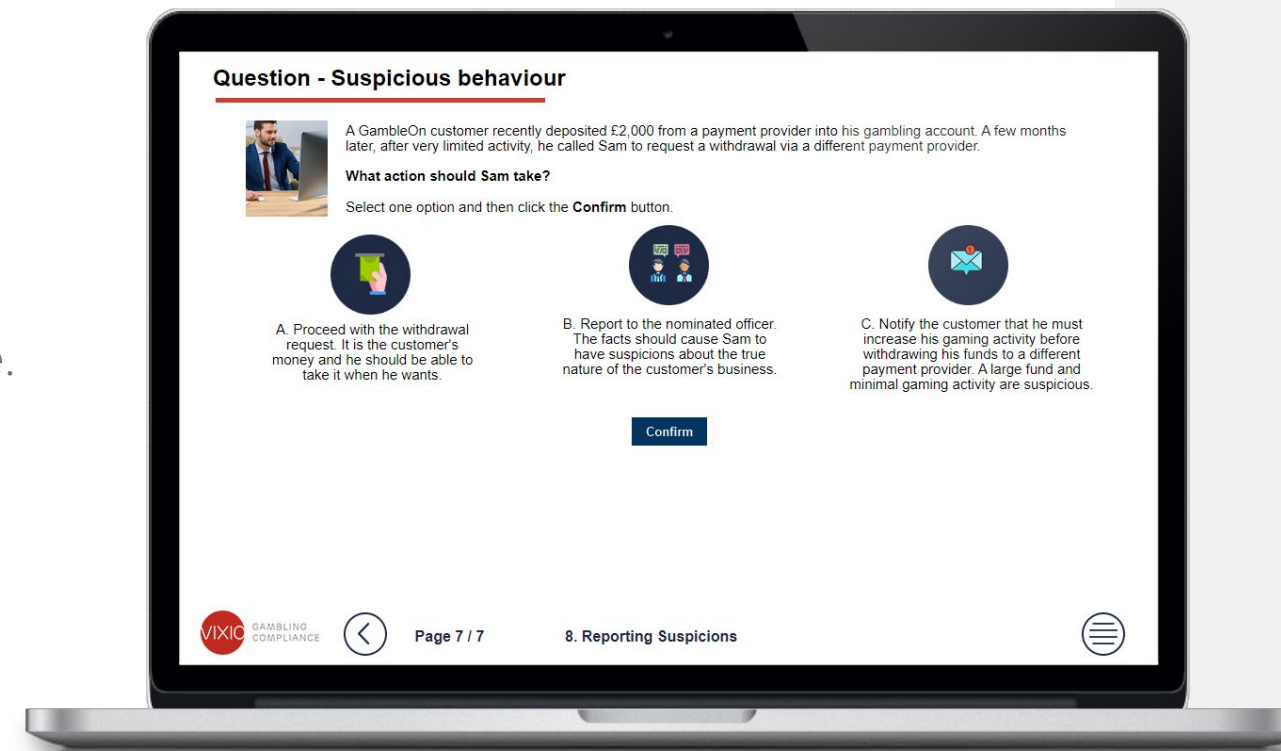 Question - Suspicious behaviour
A GambleOn customer recently deposited £2,000 from a payment provider into his gambling account. A few months
later, after very limited activity, he called Sam to request a withdrawal via a different payment provider.
What action should Sam take?
Select one option and then click the Confirm button.
A. Proceed with the withdrawal
request. It is the customer's
money and he should be able to
take it when he wants.
B. Report to the nominated officer.
The facts should cause Sam to
have suspicions about the true
nature of the customer's business.
C. Notify the customer that he must
increase his gaming activity before
withdrawing his funds to a different
payment provider. A large fund and
minimal gaming activity are suspicious.
Confirm
VIXIO
GAMBLING
COMPLIANCE
Page 7 / 7
8. Reporting Suspicions